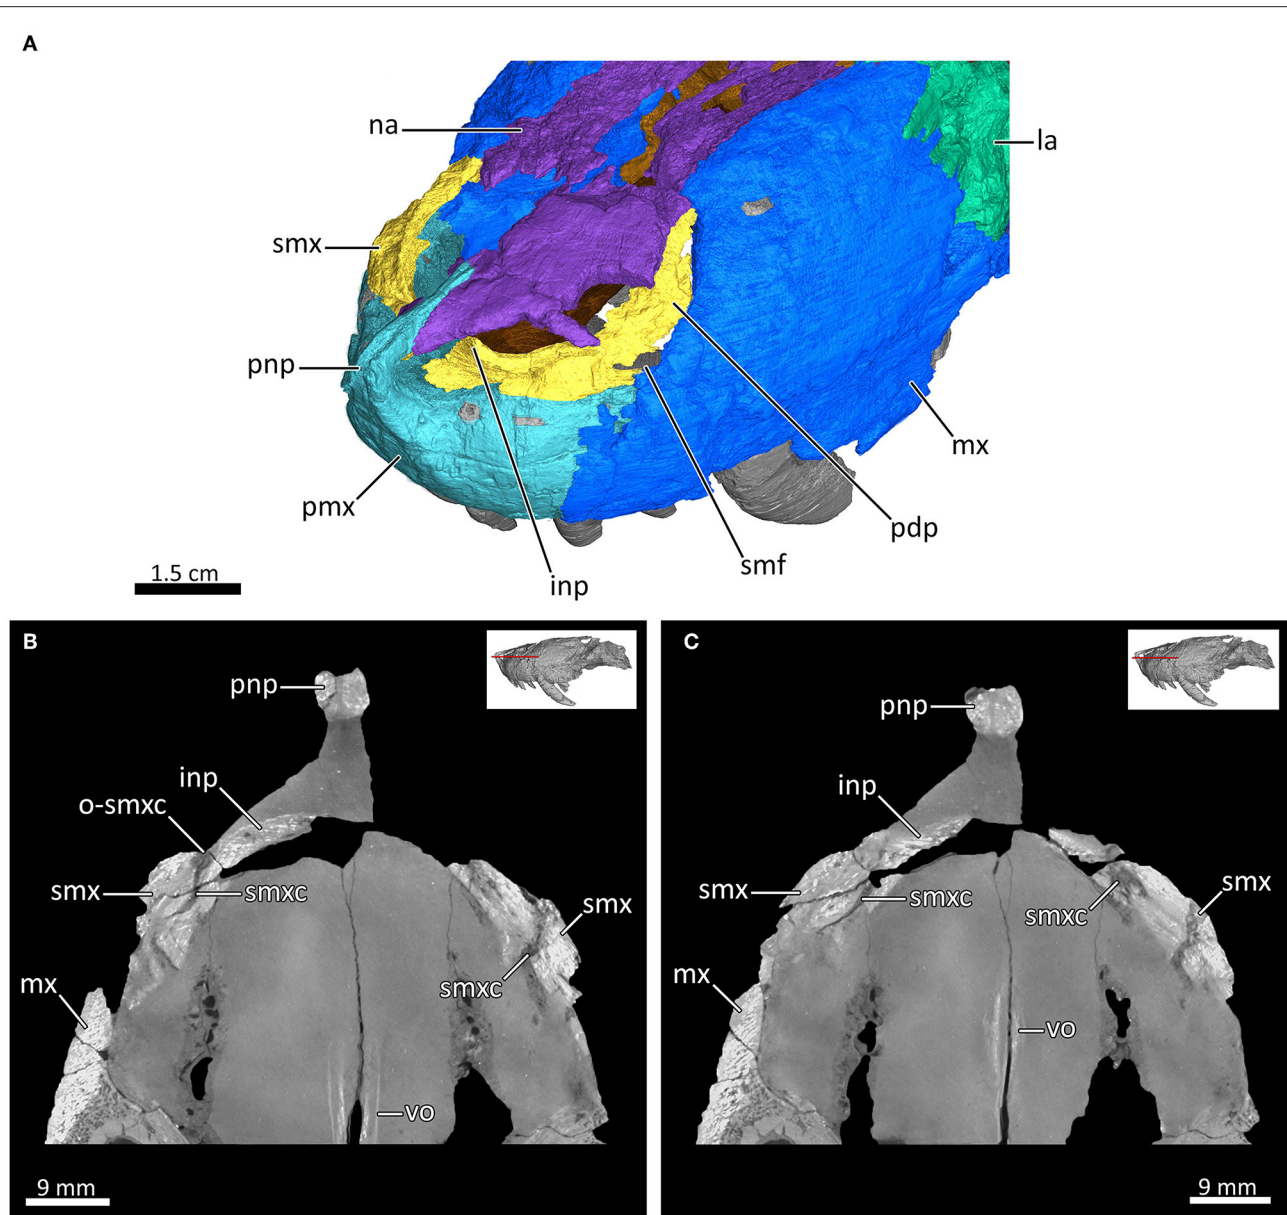 A
na
la
smx
pnp
mx
pmx
pdp
smf
inp
1.5 cm
B
pnp
inp
o-smxc
smx
smxc
smx
smxc
mx
vo
9 mm
C
pnp
inp
smx
smxc
smx
smxc
mx
vo
9 mm